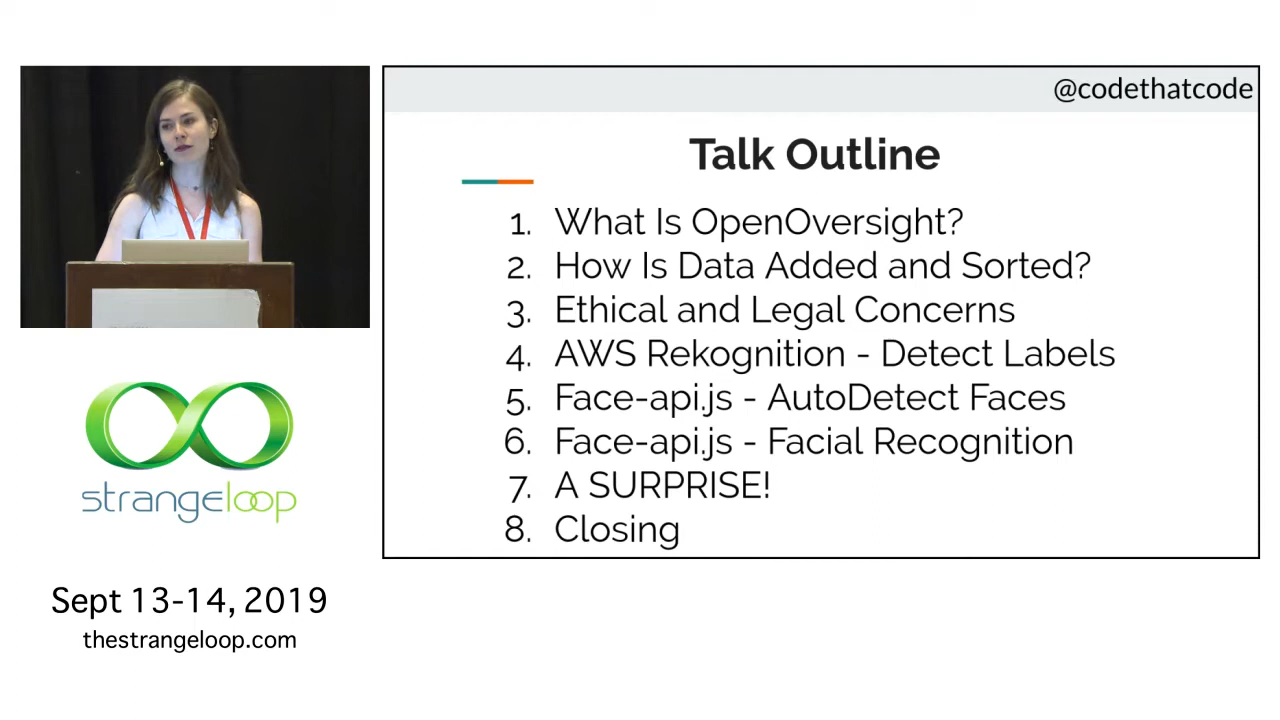 @codethatcode
Talk Outline
1. What Is OpenOversight?
2. How Is Data Added and Sorted?
3. Ethical and Legal Concerns
4. AWS Rekognition - Detect Labels
5. Face-api.js - AutoDetect Faces
6. Face-api.js - Facial Recognition
7. A SURPRISE!
8. Closing
strangeloop
Sept 13-14, 2019
thestrangeloop.com